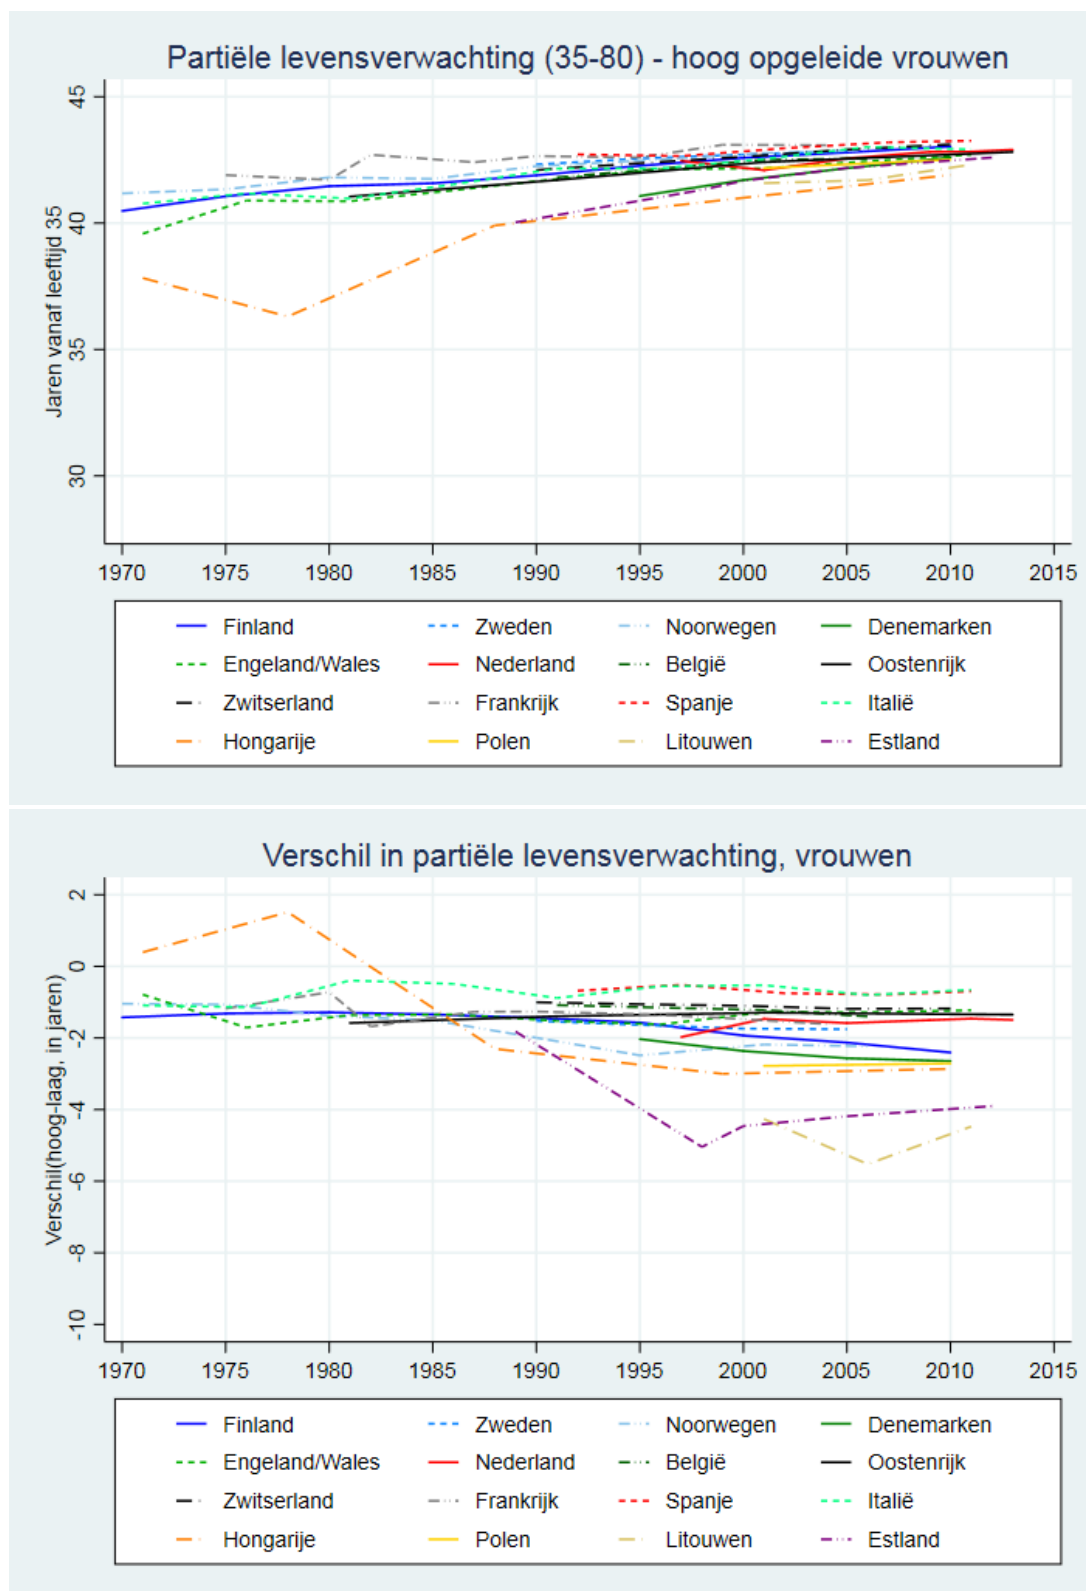 Partiële levensverwachting (35-80) - hoog opgeleide vrouwen
Jaren vanaf leeftijd 35
45
40
35
30
1970 1975 1980 1985 1990 1995 2000 2005 2010 2015
Finland Zweden Noorwegen Denemarken
Engeland/Wales Nederland België Oostenrijk
Zwitserland Frankrijk Spanje Italië
Hongarije Polen Litouwen Estland
Verschil in partiële levensverwachting, vrouwen
Verschil(hoog-laag, in jaren)
2
0
-2
-4
-6
-8
-10
1970 1975 1980 1985 1990 1995 2000 2005 2010 2015
Finland Zweden Noorwegen Denemarken
Engeland/Wales Nederland België Oostenrijk
Zwitserland Frankrijk Spanje Italië
Hongarije Polen Litouwen Estland